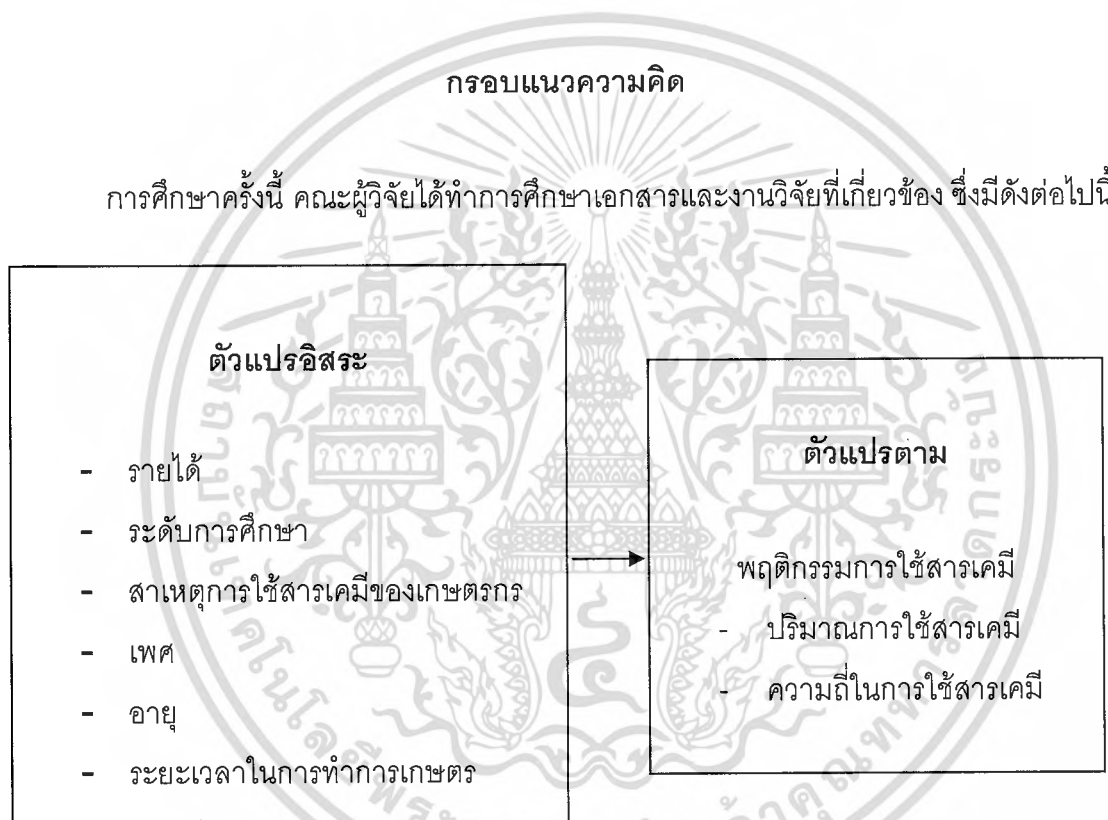 กรอบแนวความคิด
การศึกษาครั้งนี้ คณะผู้วิจัยได้ทำการศึกษาเอกสารและงานวิจัยที่เกี่ยวข้อง ซึ่งมีดังต่อไปนี้
ตัวแปรอิสระ
- รายได้
- ระดับการศึกษา
- สาเหตุการใช้สารเคมีของเกษตรกร
- เพศ
- อายุ
- ระยะเวลาในการทำการเกษตร
ตัวแปรตาม
พฤติกรรมการใช้สารเคมี
- ปริมาณการใช้สารเคมี
- ความถี่ในการใช้สารเคมี